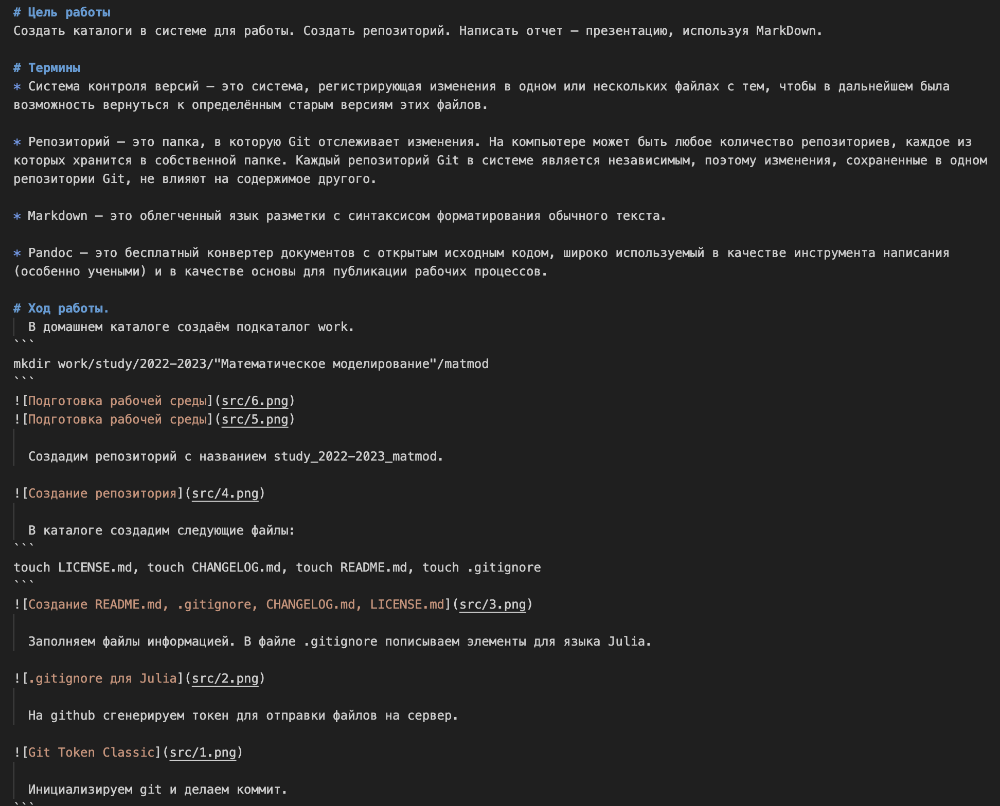 # Цель работы
Создать каталоги в системе для работы. Создать репозиторий. Написать отчет – презентацию, используя MarkDown.
# Термины
* Система контроля версий – это система, регистрирующая изменения в одном или нескольких файлах с тем, чтобы в дальнейшем была
возможность вернуться к определённым старым версиям этих файлов.
* Репозиторий – это папка, в которую Git отслеживает изменения. На компьютере может быть любое количество репозиториев, каждое из
которых хранится в собственной папке. Каждый репозиторий Git в системе является независимым, поэтому изменения, сохраненные в одном
репозитории Git, не влияют на содержимое другого.
* Markdown – это облегченный язык разметки с синтаксисом форматирования обычного текста.
* Pandoc – это бесплатный конвертер документов с открытым исходным кодом, широко используемый в качестве инструмента написания
(особенно учеными) и в качестве основы для публикации рабочих процессов.
# Ход работы.
В домашнем каталоге создаём подкаталог work.
```
mkdir work/study/2022-2023/"Математическое моделирование"/matmod
```
![Подготовка рабочей среды](src/6.png)
![Подготовка рабочей среды](src/5.png)
Создадим репозиторий с названием study_2022-2023_matmod.
![Создание репозитория](src/4.png)
В каталоге создадим следующие файлы:
```
touch LICENSE.md, touch CHANGELOG.md, touch README.md, touch .gitignore
```
![Создание README.md, .gitignore, CHANGELOG.md, LICENSE.md](src/3.png)
Заполняем файлы информацией. В файле .gitignore пописываем элементы для языка Julia.
![.gitignore для Julia](src/2.png)
На github сгенерируем токен для отправки файлов на сервер.
![Git Token Classic](src/1.png)
Инициализируем git и делаем коммит.
```